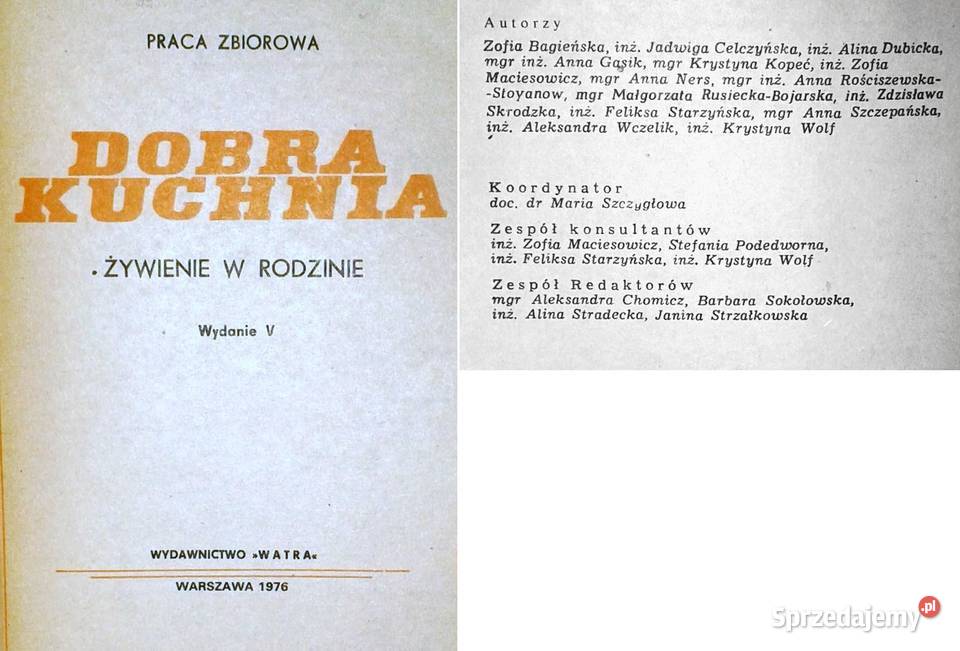 PRACA ZBIOROWA
DOBRA
KUCHNIA
ŻYWIENIE W RODZINIE
Wydanie V
WYDAWNICTWO »WATRA«
WARSZAWA 1976
Autorzy
Zofia Bagieńska, inż. Jadwiga Celczyńska, inż. Alina Dubicka,
mgr inż. Anna Gąsik, mgr Krystyna Kopeć, inż. Zofia
Maciesowicz, mgr Anna Ners, mgr inż. Anna Rościszewska-
-Stoyanow, mgr Małgorzata Rusiecka-Bojarska, inż. Zdzisława
Skrodzka, inż. Feliksa Starzyńska, mgr Anna Szczepańska,
inż. Aleksandra Wczelik, inż. Krystyna Wolf
Koordynator
doc. dr Maria Szczygłowa
Zespół konsultantów
inż. Zofia Maciesowicz, Stefania Podedworna,
inż. Feliksa Starzyńska, inż. Krystyna Wolf
Zespół Redaktorów
mgr Aleksandra Chomicz, Barbara Sokołowska,
inż. Alina Stradecka, Janina Strzałkowska
Sprzedajemy.pl